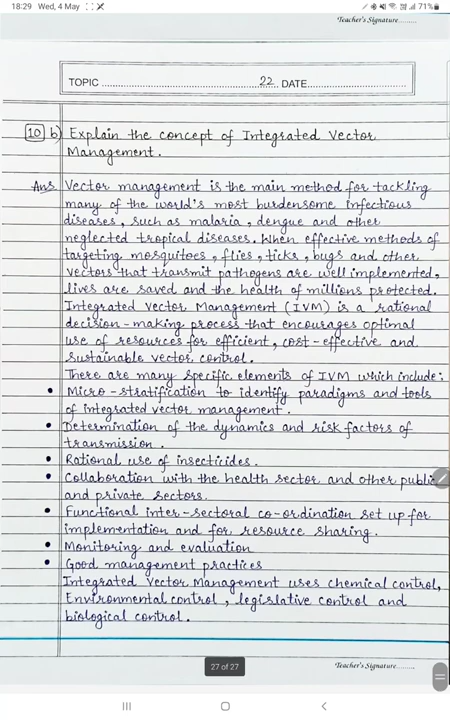 18:29 Wed, 4 May
71%
Teacher's Signature.........
TOPIC ........................................ 22 DATE..............................
10 b) Explain the concept of Integrated Vector
Management.
Ans. Vector management is the main method for tackling
many of the world's most burdensome infectious
diseases, such as malaria, dengue and other
neglected tropical diseases. When effective methods of
targeting mosquitoes, flies, ticks, bugs and other
vectors that transmit pathogens are well implemented,
lives are saved and the health of millions protected.
Integrated Vector Management (IVM) is a rational
decision-making process that encourages optimal
use of resources for efficient, cost-effective and
sustainable vector control.
There are many specific elements of IVM which include:
• Micro-stratification to identify paradigms and tools
of integrated vector management.
• Determination of the dynamics and risk factors of
transmission.
• Rational use of insecticides.
• Collaboration with the health sector and other public
and private sectors.
• Functional inter-sectoral co-ordination set up for
implementation and for resource sharing.
• Monitoring and evaluation
• Good management practices
Integrated Vector Management uses chemical control,
Environmental control, legislative control and
biological control.
27 of 27
Teacher's Signature.........